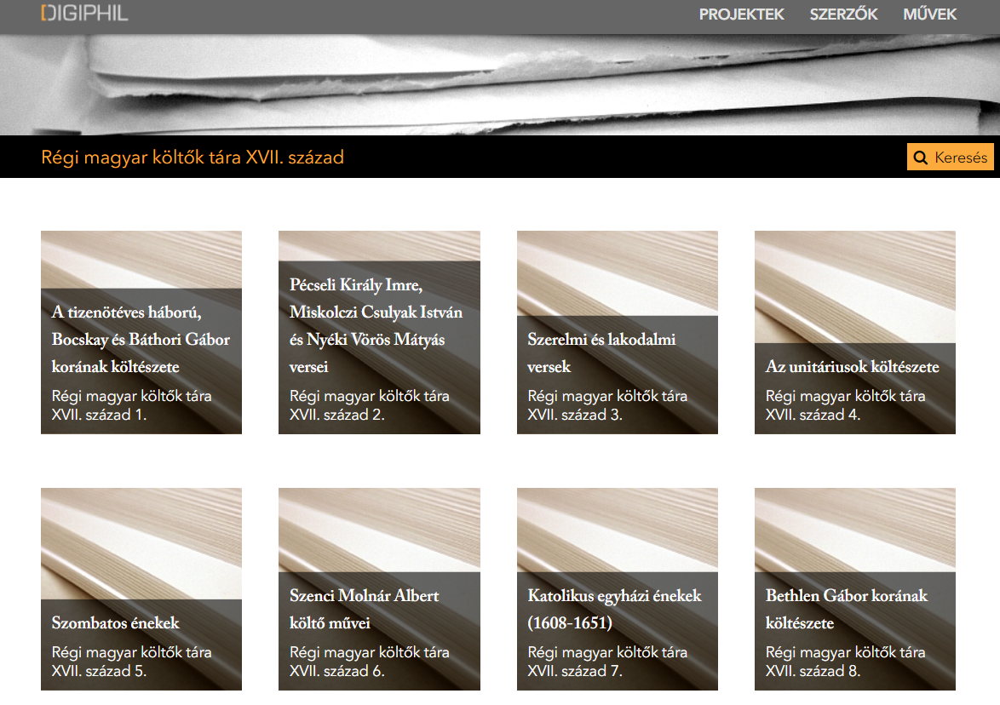 DIGIPHIL
PROJEKTEK SZERZŐK MŰVEK
Régi magyar költők tára XVII. század
Keresés
A tizenötéves háború,
Bocskay és Báthori Gábor
korának költészete
Régi magyar költők tára
XVII. század 1.
Pécseli Király Imre,
Miskolczi Csulyak István
és Nyéki Vörös Mátyás
versei
Régi magyar költők tára
XVII. század 2.
Szerelmi és lakodalmi
versek
Régi magyar költők tára
XVII. század 3.
Az unitáriusok költészete
Régi magyar költők tára
XVII. század 4.
Szombatos énekek
Régi magyar költők tára
XVII. század 5.
Szenci Molnár Albert
költő művei
Régi magyar költők tára
XVII. század 6.
Katolikus egyházi énekek
(1608-1651)
Régi magyar költők tára
XVII. század 7.
Bethlen Gábor korának
költészete
Régi magyar költők tára
XVII. század 8.